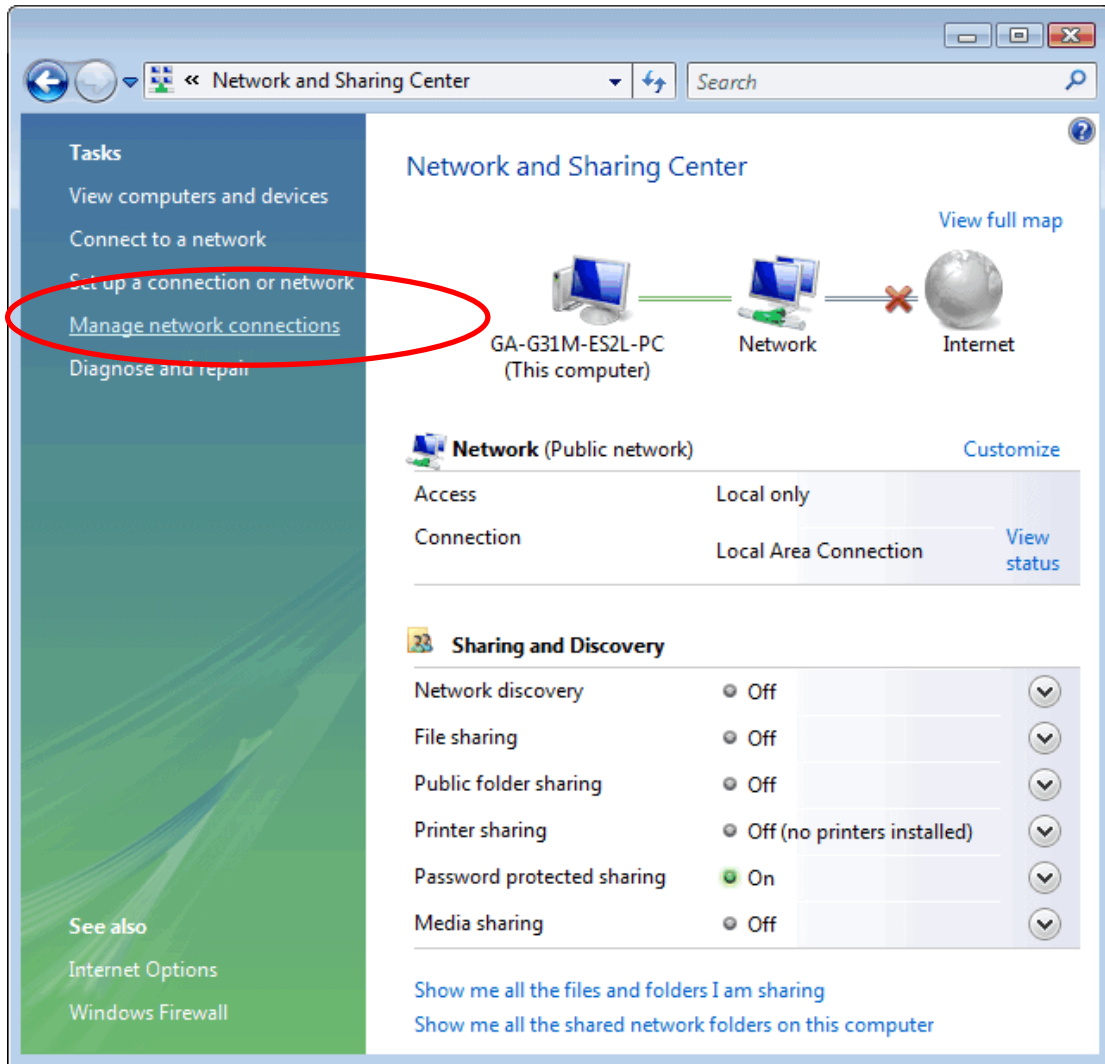 « Network and Sharing Center
Search
Tasks
View computers and devices
Connect to a network
Set up a connection or network
Manage network connections
Diagnose and repair
See also
Internet Options
Windows Firewall
Network and Sharing Center
View full map
GA-G31M-ES2L-PC
(This computer)
Network
Internet
Network (Public network)
Customize
Access Local only
Connection Local Area Connection View status
Sharing and Discovery
Network discovery Off
File sharing Off
Public folder sharing Off
Printer sharing Off (no printers installed)
Password protected sharing On
Media sharing Off
Show me all the files and folders I am sharing
Show me all the shared network folders on this computer